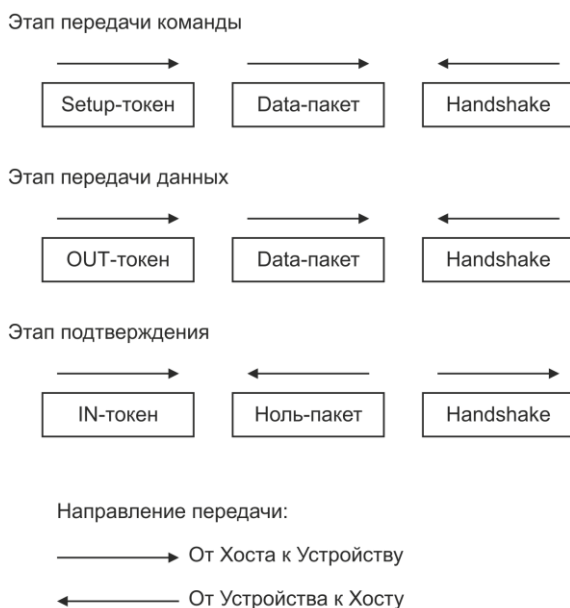 Этап передачи команды
Setup-токен Data-пакет Handshake
Этап передачи данных
OUT-токен Data-пакет Handshake
Этап подтверждения
IN-токен Ноль-пакет Handshake
Направление передачи:
От Хоста к Устройству
От Устройства к Хосту